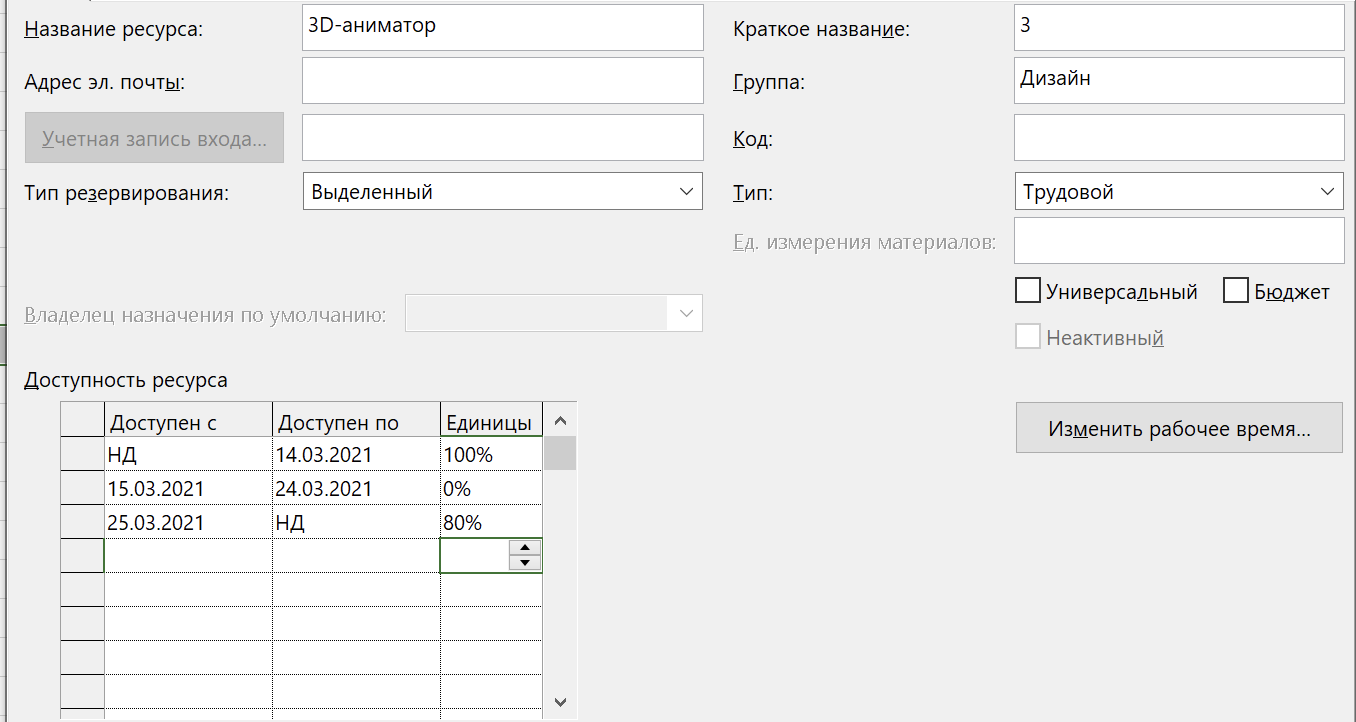 Название ресурса: 3D-аниматор Краткое название: 3
Адрес эл. почты: Группа: Дизайн
Учетная запись входа... Код:
Тип резервирования: Выделенный Тип: Трудовой
Ед. измерения материалов:
Универсальный Бюджет
Владелец назначения по умолчанию:
Неактивный
Доступность ресурса
Доступен с Доступен по Единицы
Изменить рабочее время...
НД 14.03.2021 100%
15.03.2021 24.03.2021 0%
25.03.2021 НД 80%